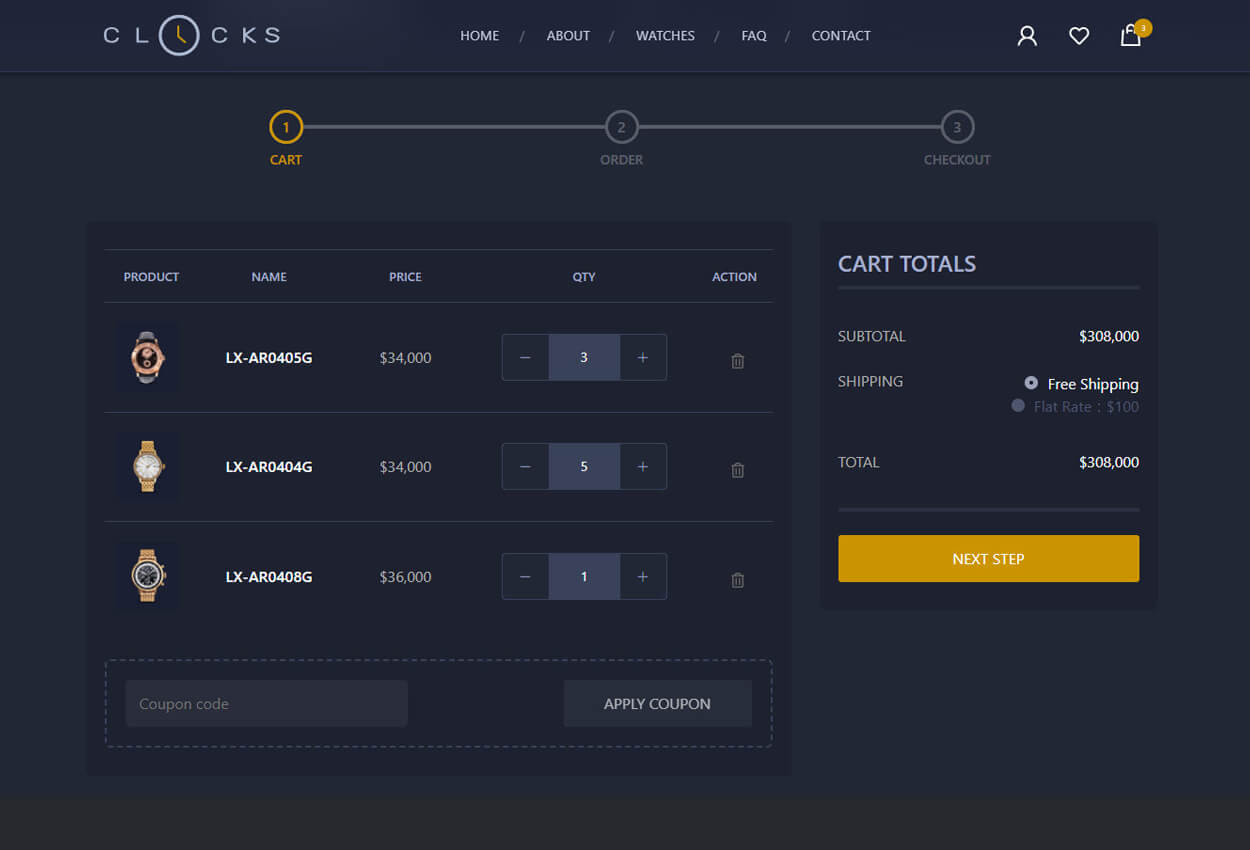 CLOCKS
HOME / ABOUT / WATCHES / FAQ / CONTACT
3
1 2 3
CART ORDER CHECKOUT
PRODUCT NAME PRICE QTY ACTION
LX-AR0405G $34,000 − 3 +
LX-AR0404G $34,000 − 5 +
LX-AR0408G $36,000 − 1 +
Coupon code APPLY COUPON
CART TOTALS
SUBTOTAL $308,000
SHIPPING Free Shipping
Flat Rate : $100
TOTAL $308,000
NEXT STEP